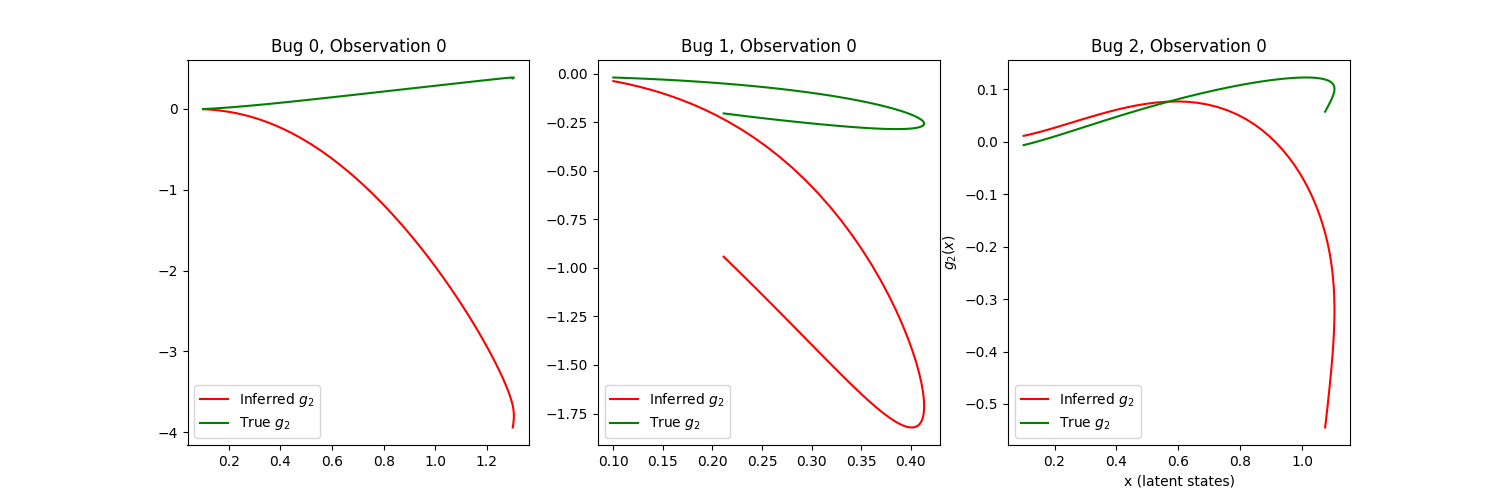 Bug 0, Observation 0
0
−1
−2
−3
−4
0.2 0.4 0.6 0.8 1.0 1.2
Inferred g₂
True g₂
Bug 1, Observation 0
0.00
−0.25
−0.50
−0.75
−1.00
−1.25
−1.50
−1.75
0.10 0.15 0.20 0.25 0.30 0.35 0.40
Inferred g₂
True g₂
Bug 2, Observation 0
g₂(x)
0.1
0.0
−0.1
−0.2
−0.3
−0.4
−0.5
0.2 0.4 0.6 0.8 1.0
x (latent states)
Inferred g₂
True g₂